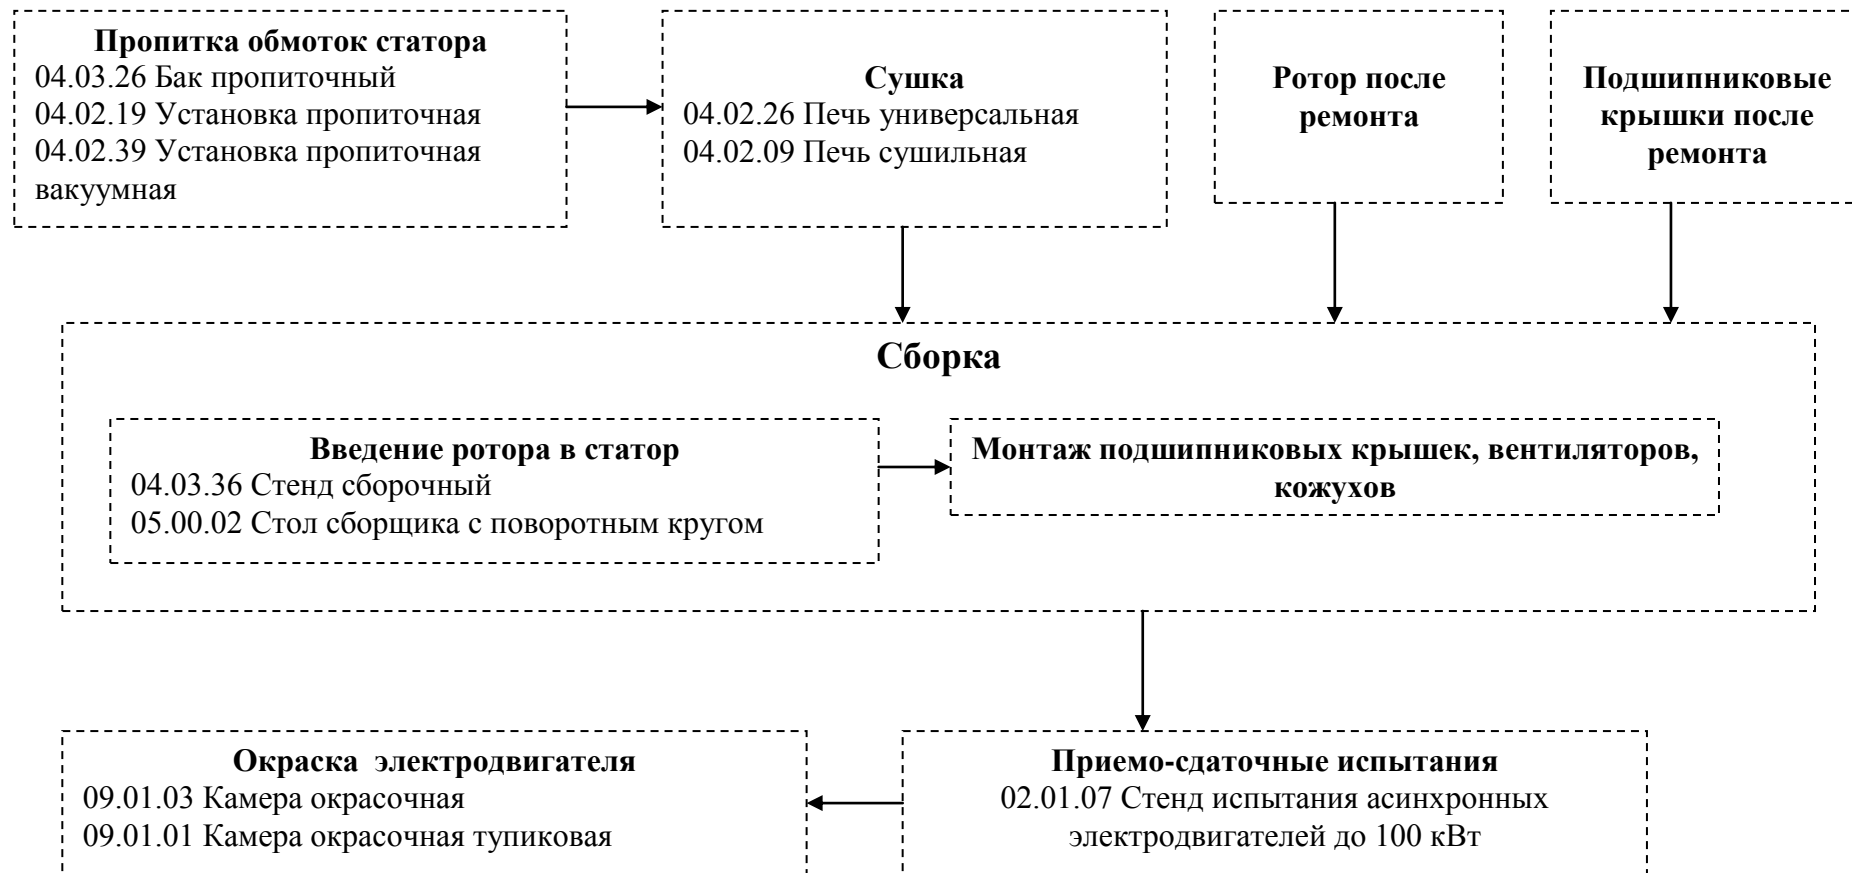 Пропитка обмоток статора
04.03.26 Бак пропиточный
04.02.19 Установка пропиточная
04.02.39 Установка пропиточная
вакуумная
Сушка
04.02.26 Печь универсальная
04.02.09 Печь сушильная
Ротор после
ремонта
Подшипниковые
крышки после
ремонта
Сборка
Введение ротора в статор
04.03.36 Стенд сборочный
05.00.02 Стол сборщика с поворотным кругом
Монтаж подшипниковых крышек, вентиляторов,
кожухов
Окраска электродвигателя
09.01.03 Камера окрасочная
09.01.01 Камера окрасочная тупиковая
Приемо-сдаточные испытания
02.01.07 Стенд испытания асинхронных
электродвигателей до 100 кВт